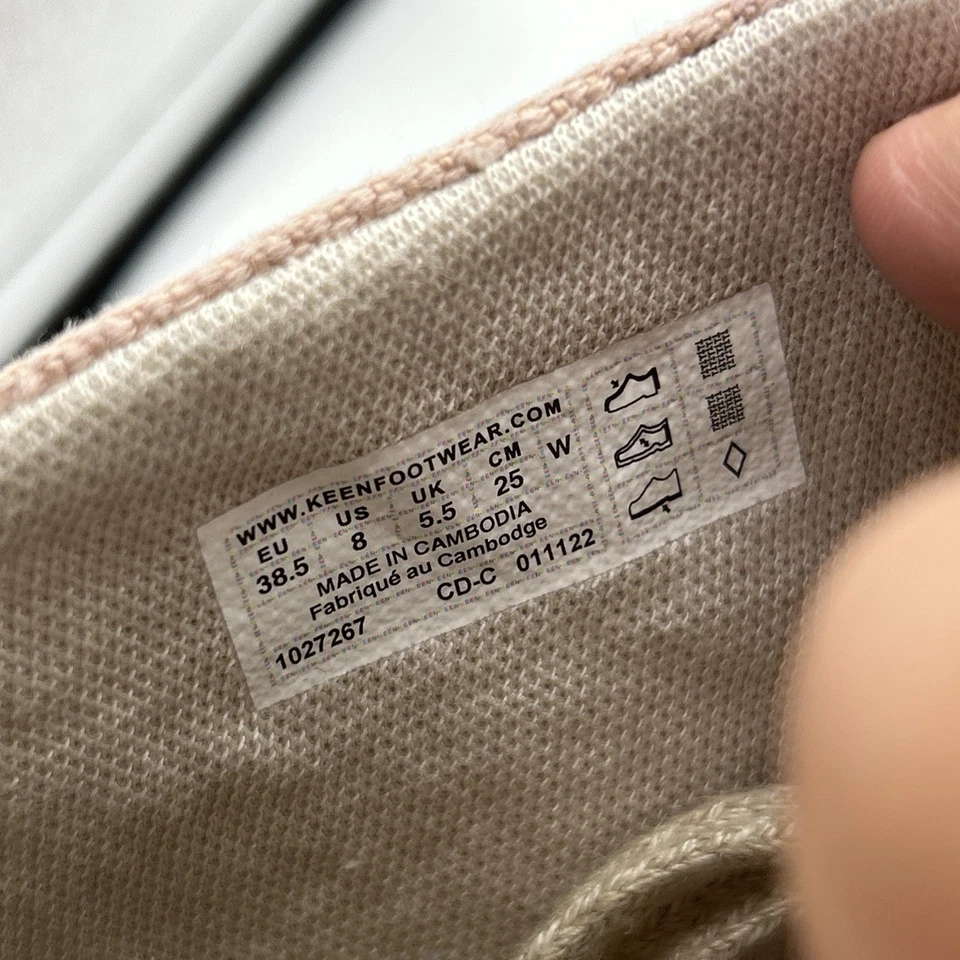 WWW.KEENFOOTWEAR.COM
EU US UK CM W
38.5 8 5.5 25
MADE IN CAMBODIA
Fabriqué au Cambodge
CD-C 011122
1027267